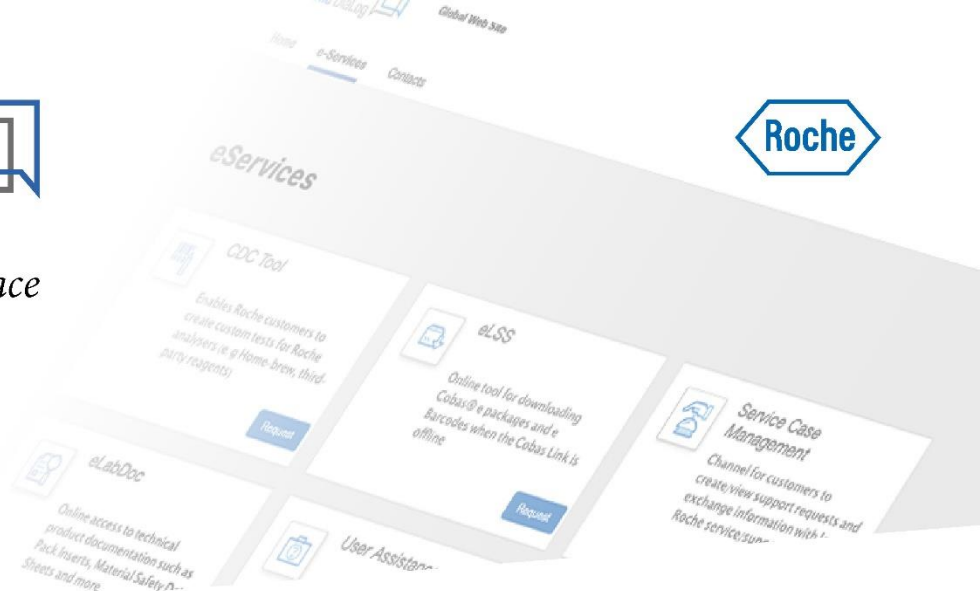 DiaLog
Global Web Site
Home
e-Services
Contacts
Roche
eServices
CDC Tool
Enables Roche customers to
create custom tests for Roche
analysers (e. g Home-brew, third-
party reagents)
Request
eLSS
Online tool for downloading
Cobas® e packages and e
Barcodes when the Cobas Link is
offline
Request
Service Case
Management
Channel for customers to
create/view support requests and
exchange information with
Roche service/
eLabDoc
Online access to technical
product documentation such as
Pack Inserts, Material Safety
Sheets and more
User
ace